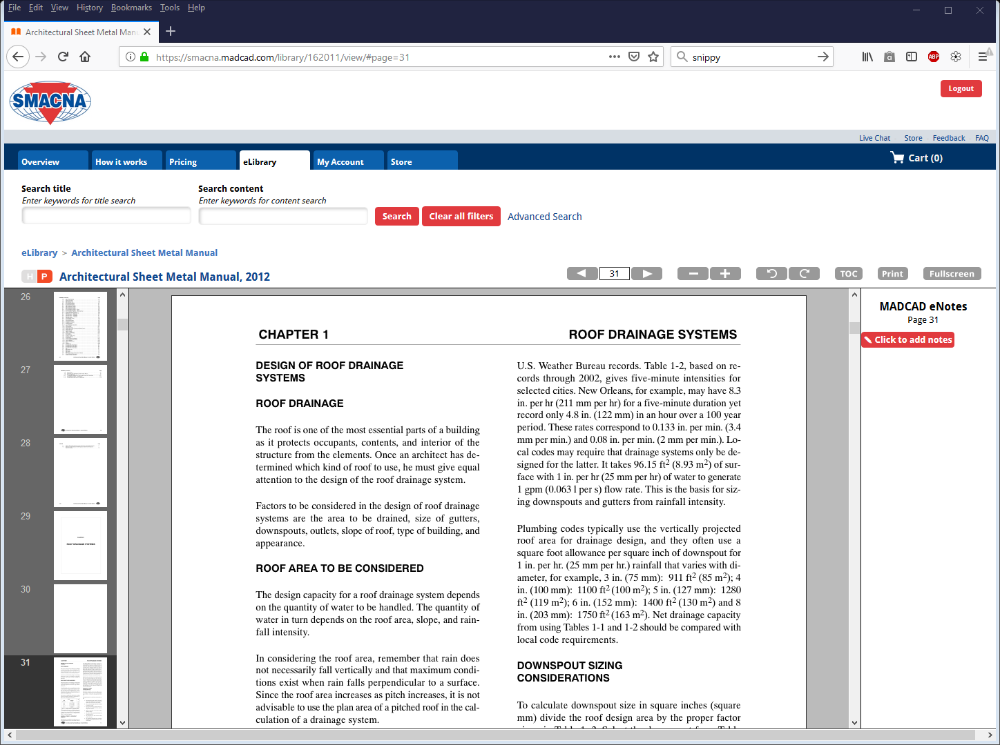 File Edit View History Bookmarks Tools Help
Architectural Sheet Metal Man
https://smacna.madcad.com/library/162011/view/#page=31
snippy
ABP
SMACNA
Logout
Live Chat Store Feedback FAQ
Overview How it works Pricing eLibrary My Account Store
Cart (0)
Search title
Enter keywords for title search
Search content
Enter keywords for content search
Search Clear all filters Advanced Search
eLibrary > Architectural Sheet Metal Manual
H P Architectural Sheet Metal Manual, 2012
31 TOC Print Fullscreen
26
27
28
29
ROOF DRAINAGE SYSTEMS
30
31
CHAPTER 1 ROOF DRAINAGE SYSTEMS
DESIGN OF ROOF DRAINAGE
SYSTEMS
ROOF DRAINAGE
The roof is one of the most essential parts of a building
as it protects occupants, contents, and interior of the
structure from the elements. Once an architect has de-
termined which kind of roof to use, he must give equal
attention to the design of the roof drainage system.
Factors to be considered in the design of roof drainage
systems are the area to be drained, size of gutters,
downspouts, outlets, slope of roof, type of building, and
appearance.
ROOF AREA TO BE CONSIDERED
The design capacity for a roof drainage system depends
on the quantity of water to be handled. The quantity of
water in turn depends on the roof area, slope, and rain-
fall intensity.
In considering the roof area, remember that rain does
not necessarily fall vertically and that maximum condi-
tions exist when rain falls perpendicular to a surface.
Since the roof area increases as pitch increases, it is not
advisable to use the plan area of a pitched roof in the cal-
culation of a drainage system.
U.S. Weather Bureau records. Table 1-2, based on re-
cords through 2002, gives five-minute intensities for
selected cities. New Orleans, for example, may have 8.3
in. per hr (211 mm per hr) for a five-minute duration yet
record only 4.8 in. (122 mm) in an hour over a 100 year
period. These rates correspond to 0.133 in. per min. (3.4
mm per min.) and 0.08 in. per min. (2 mm per min.). Lo-
cal codes may require that drainage systems only be de-
signed for the latter. It takes 96.15 ft² (8.93 m²) of sur-
face with 1 in. per hr (25 mm per hr) of water to generate
1 gpm (0.063 l per s) flow rate. This is the basis for siz-
ing downspouts and gutters from rainfall intensity.
Plumbing codes typically use the vertically projected
roof area for drainage design, and they often use a
square foot allowance per square inch of downspout for
1 in. per hr. (25 mm per hr.) rainfall that varies with di-
ameter, for example, 3 in. (75 mm): 911 ft² (85 m²); 4
in. (100 mm): 1100 ft² (100 m²); 5 in. (127 mm): 1280
ft² (119 m²); 6 in. (152 mm): 1400 ft² (130 m²) and 8
in. (203 mm): 1750 ft² (163 m²). Net drainage capacity
from using Tables 1-1 and 1-2 should be compared with
local code requirements.
DOWNSPOUT SIZING
CONSIDERATIONS
To calculate downspout size in square inches (square
mm) divide the roof design area by the proper factor
MADCAD eNotes
Page 31
Click to add notes